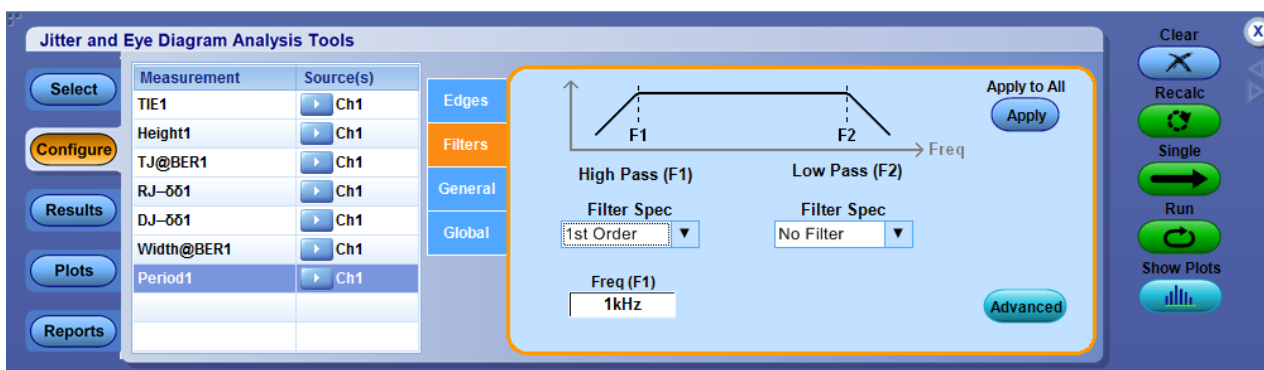 Jitter and Eye Diagram Analysis Tools
Select
Configure
Results
Plots
Reports
Measurement Source(s)
TIE1 Ch1
Height1 Ch1
TJ@BER1 Ch1
RJ–δδ1 Ch1
DJ–δδ1 Ch1
Width@BER1 Ch1
Period1 Ch1
Edges
Filters
General
Global
F1 F2
Freq
High Pass (F1) Low Pass (F2)
Filter Spec Filter Spec
1st Order No Filter
Freq (F1)
1kHz
Apply to All
Apply
Advanced
Clear
X
Recalc
Single
Run
Show Plots